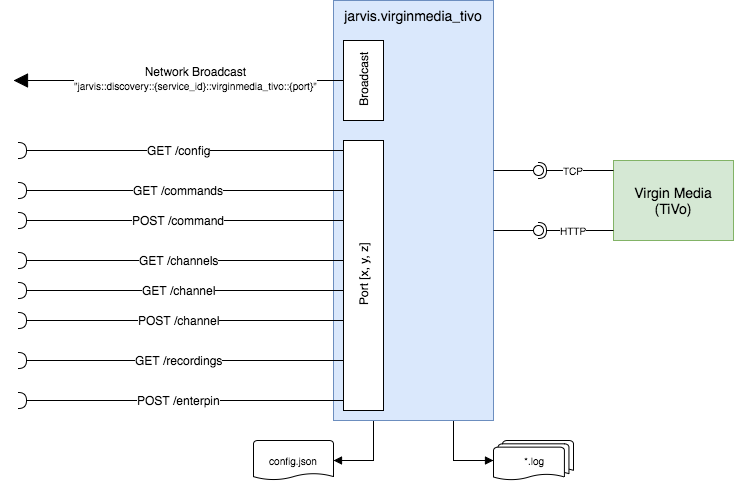 jarvis.virginmedia_tivo
Broadcast
Network Broadcast
"jarvis::discovery::{service_id}::virginmedia_tivo::{port}"
GET /config
GET /commands
POST /command
GET /channels
GET /channel
POST /channel
GET /recordings
POST /enterpin
Port [x, y, z]
TCP
HTTP
Virgin Media
(TiVo)
config.json
*.log